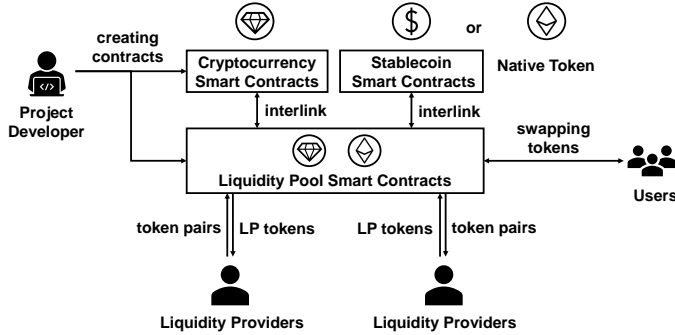 creating
contracts
$
or
Cryptocurrency
Smart Contracts
Stablecoin
Smart Contracts
Native Token
</>
Project
Developer
interlink
interlink
swapping
tokens
Liquidity Pool Smart Contracts
Users
token pairs
LP tokens
LP tokens
token pairs
Liquidity Providers
Liquidity Providers